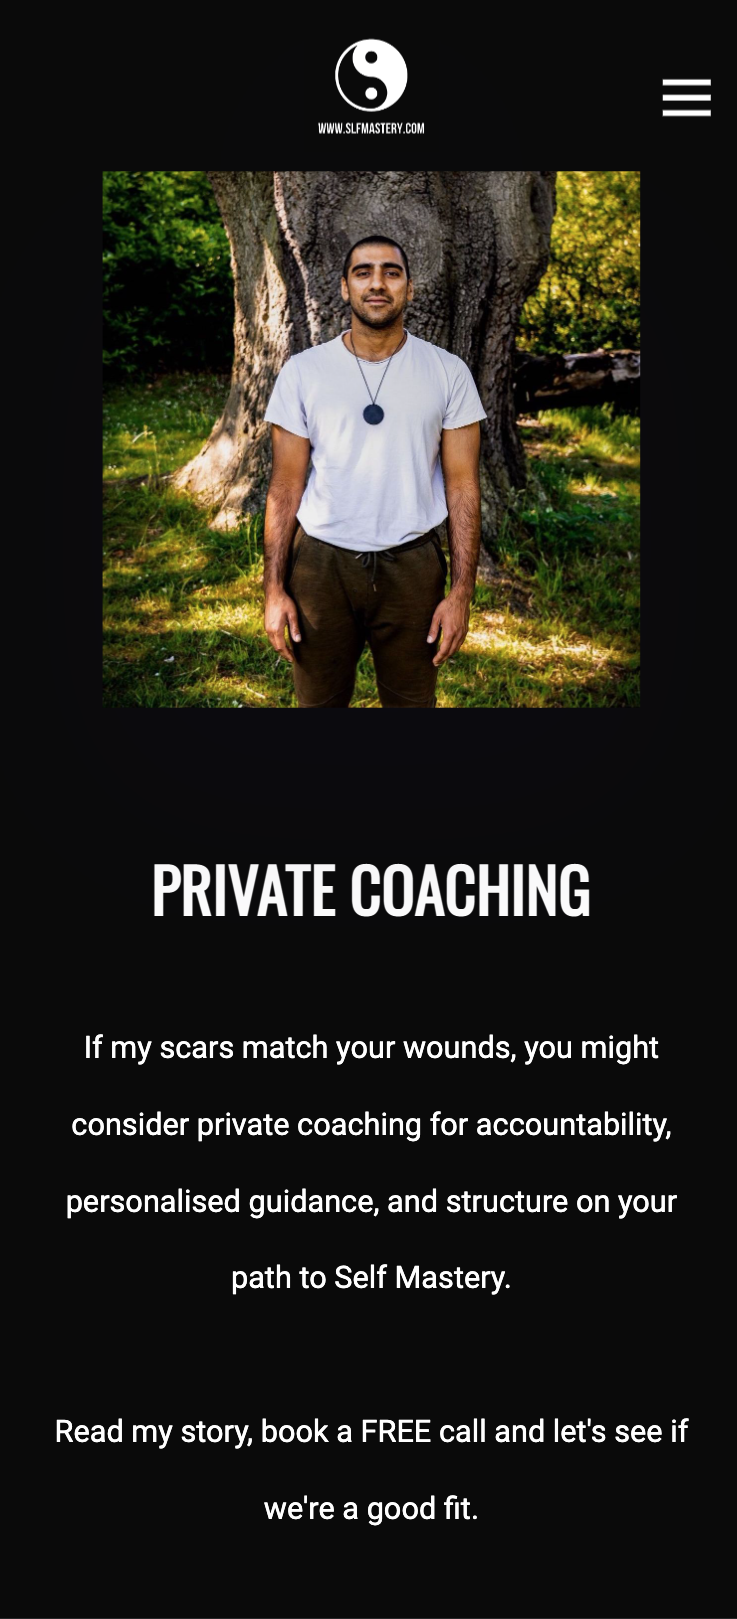 WWW.SLFMASTERY.COM
PRIVATE COACHING
If my scars match your wounds, you might
consider private coaching for accountability,
personalised guidance, and structure on your
path to Self Mastery.
Read my story, book a FREE call and let's see if
we're a good fit.